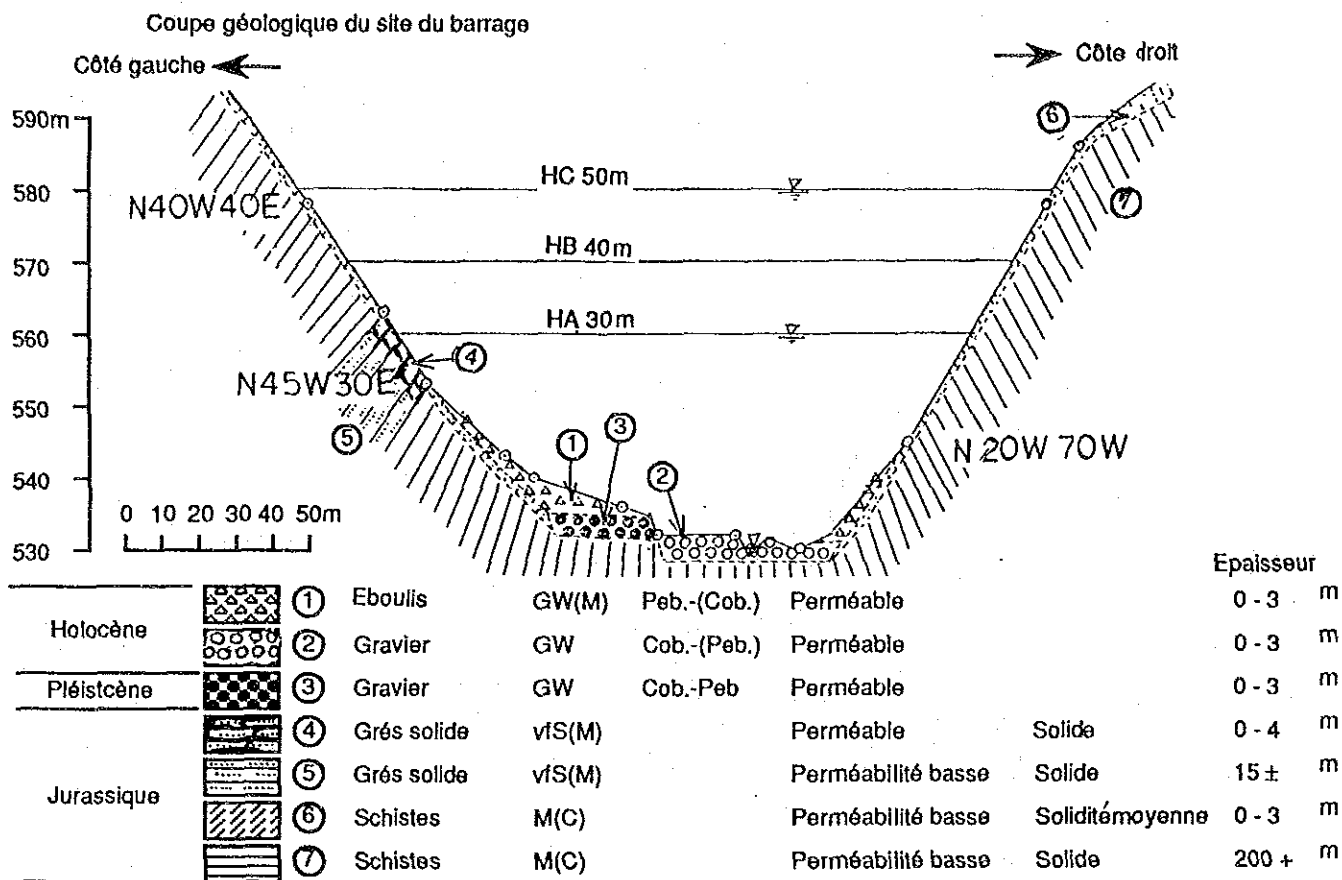 Coupe géologique du site du barrage
Côté gauche
Côte droit
590m
580
570
560
550
540
530
HC 50m
HB 40m
HA 30m
N40W40E
N45W30E
N20W 70W
6
7
4
5
1
3
2
0 10 20 30 40 50m
Epaisseur
Holocène
1 Eboulis GW(M) Peb.-(Cob.) Perméable 0 - 3 m
2 Gravier GW Cob.-(Peb.) Perméable 0 - 3 m
Pléistcène
3 Gravier GW Cob.-Peb Perméable 0 - 3 m
Jurassique
4 Grés solide vfS(M) Perméable Solide 0 - 4 m
5 Grés solide vfS(M) Perméabilité basse Solide 15 ± m
6 Schistes M(C) Perméabilité basse Soliditémoyenne 0 - 3 m
7 Schistes M(C) Perméabilité basse Solide 200 + m